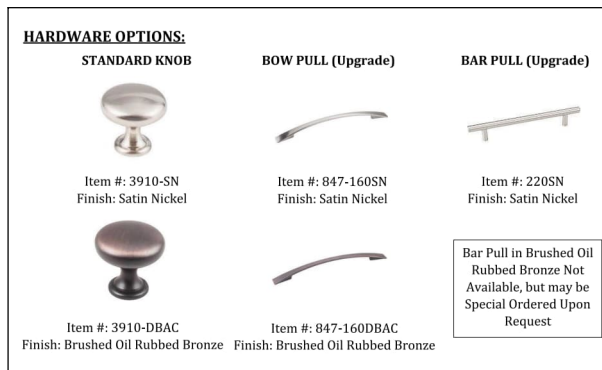 HARDWARE OPTIONS:
STANDARD KNOB
BOW PULL (Upgrade)
BAR PULL (Upgrade)
Item #: 3910-SN
Finish: Satin Nickel
Item #: 847-160SN
Finish: Satin Nickel
Item #: 220SN
Finish: Satin Nickel
Item #: 3910-DBAC
Finish: Brushed Oil Rubbed Bronze
Item #: 847-160DBAC
Finish: Brushed Oil Rubbed Bronze
Bar Pull in Brushed Oil
Rubbed Bronze Not
Available, but may be
Special Ordered Upon
Request